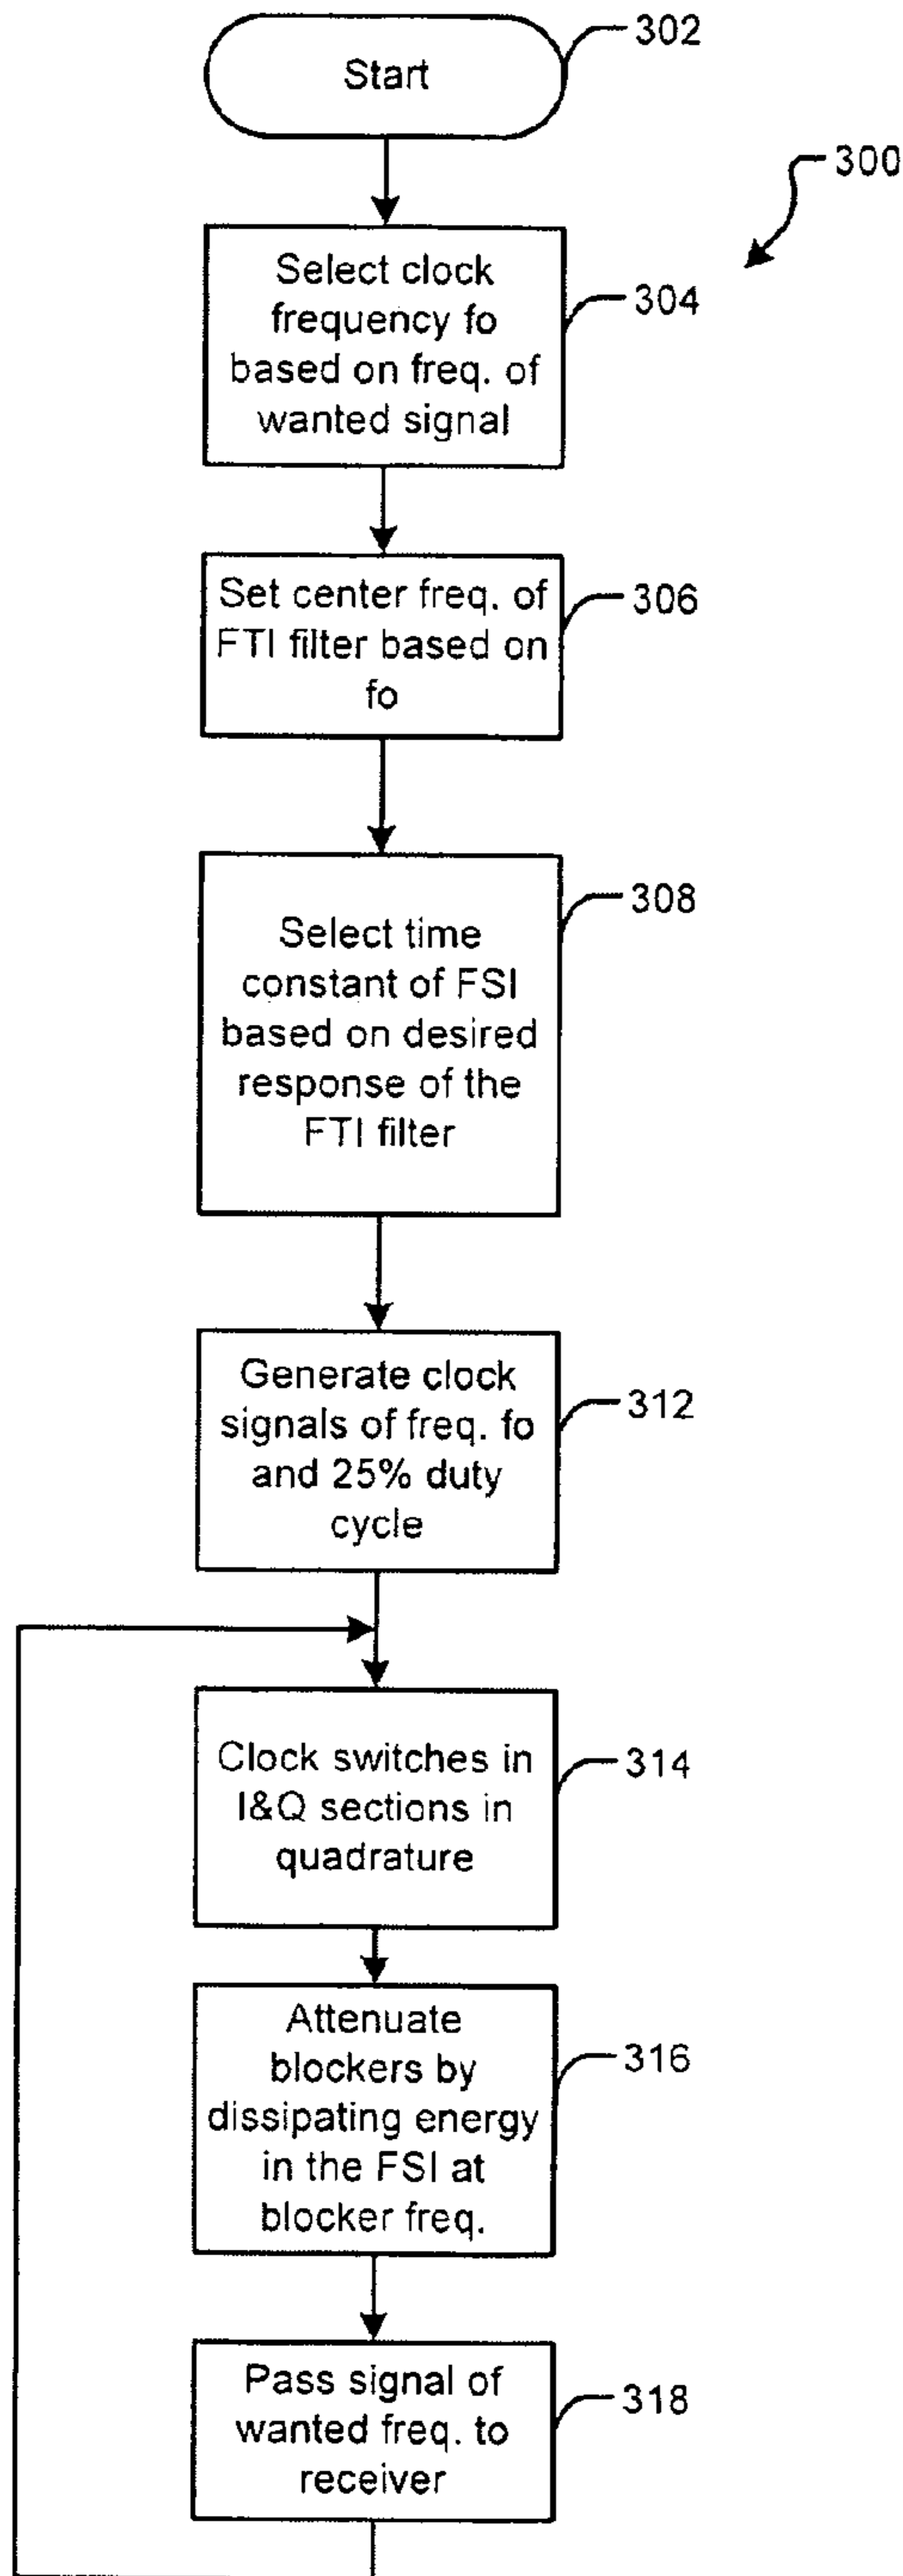 Start
302
300
Select clock
frequency fo
based on freq. of
wanted signal
304
Set center freq. of
FTI filter based on
fo
306
Select time
constant of FSI
based on desired
response of the
FTI filter
308
Generate clock
signals of freq. fo
and 25% duty
cycle
312
Clock switches in
I&Q sections in
quadrature
314
Attenuate
blockers by
dissipating energy
in the FSI at
blocker freq.
316
Pass signal of
wanted freq. to
receiver
318